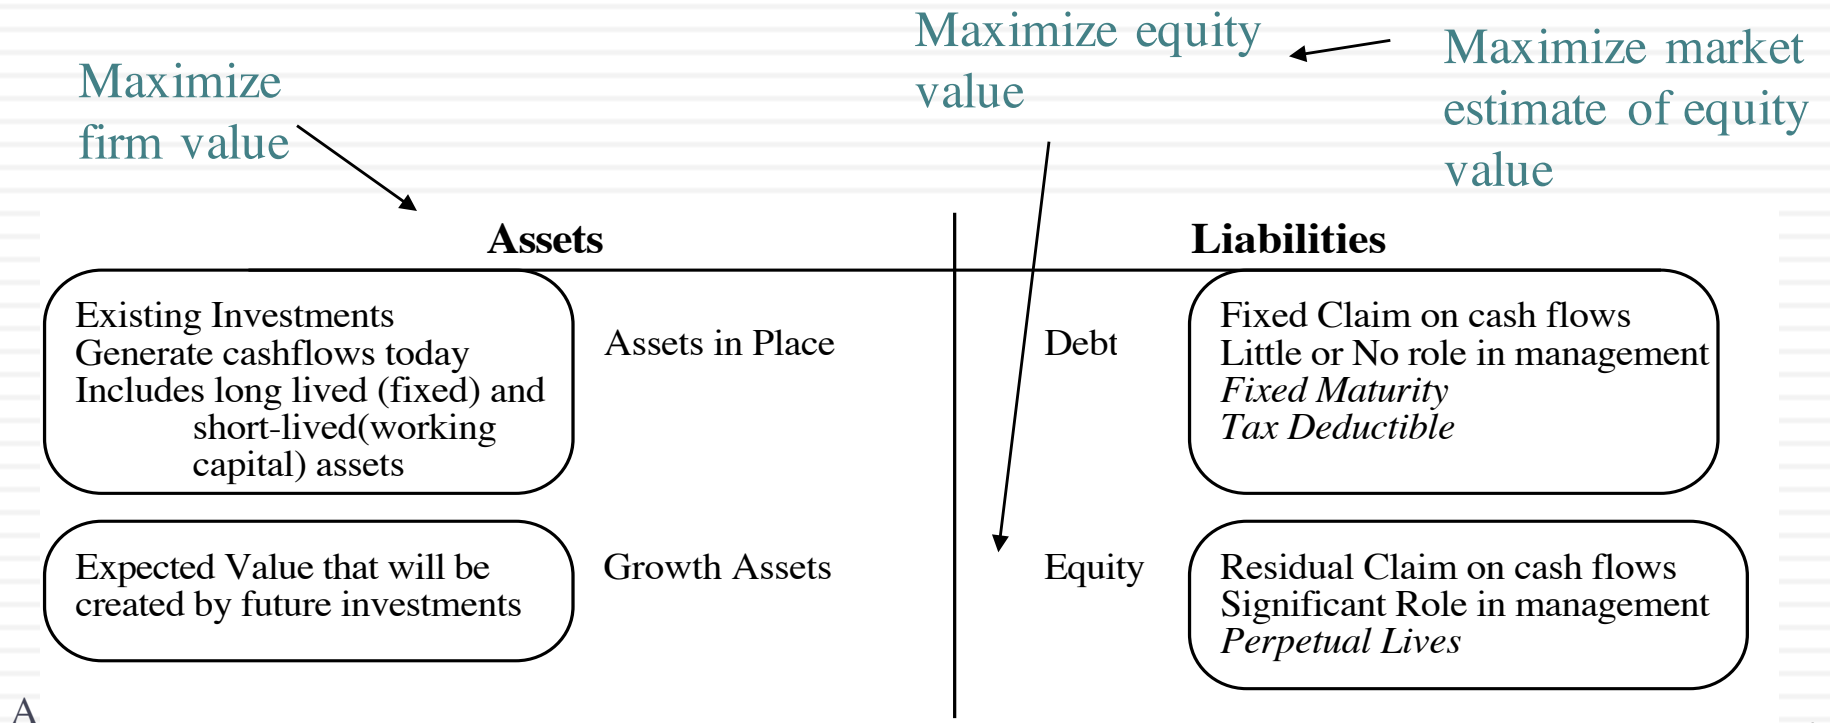 Maximize equity
value
Maximize market
estimate of equity
value
Maximize
firm value
Assets
Liabilities
Existing Investments
Generate cashflows today
Includes long lived (fixed) and
short-lived(working
capital) assets
Assets in Place
Debt
Fixed Claim on cash flows
Little or No role in management
Fixed Maturity
Tax Deductible
Expected Value that will be
created by future investments
Growth Assets
Equity
Residual Claim on cash flows
Significant Role in management
Perpetual Lives
A